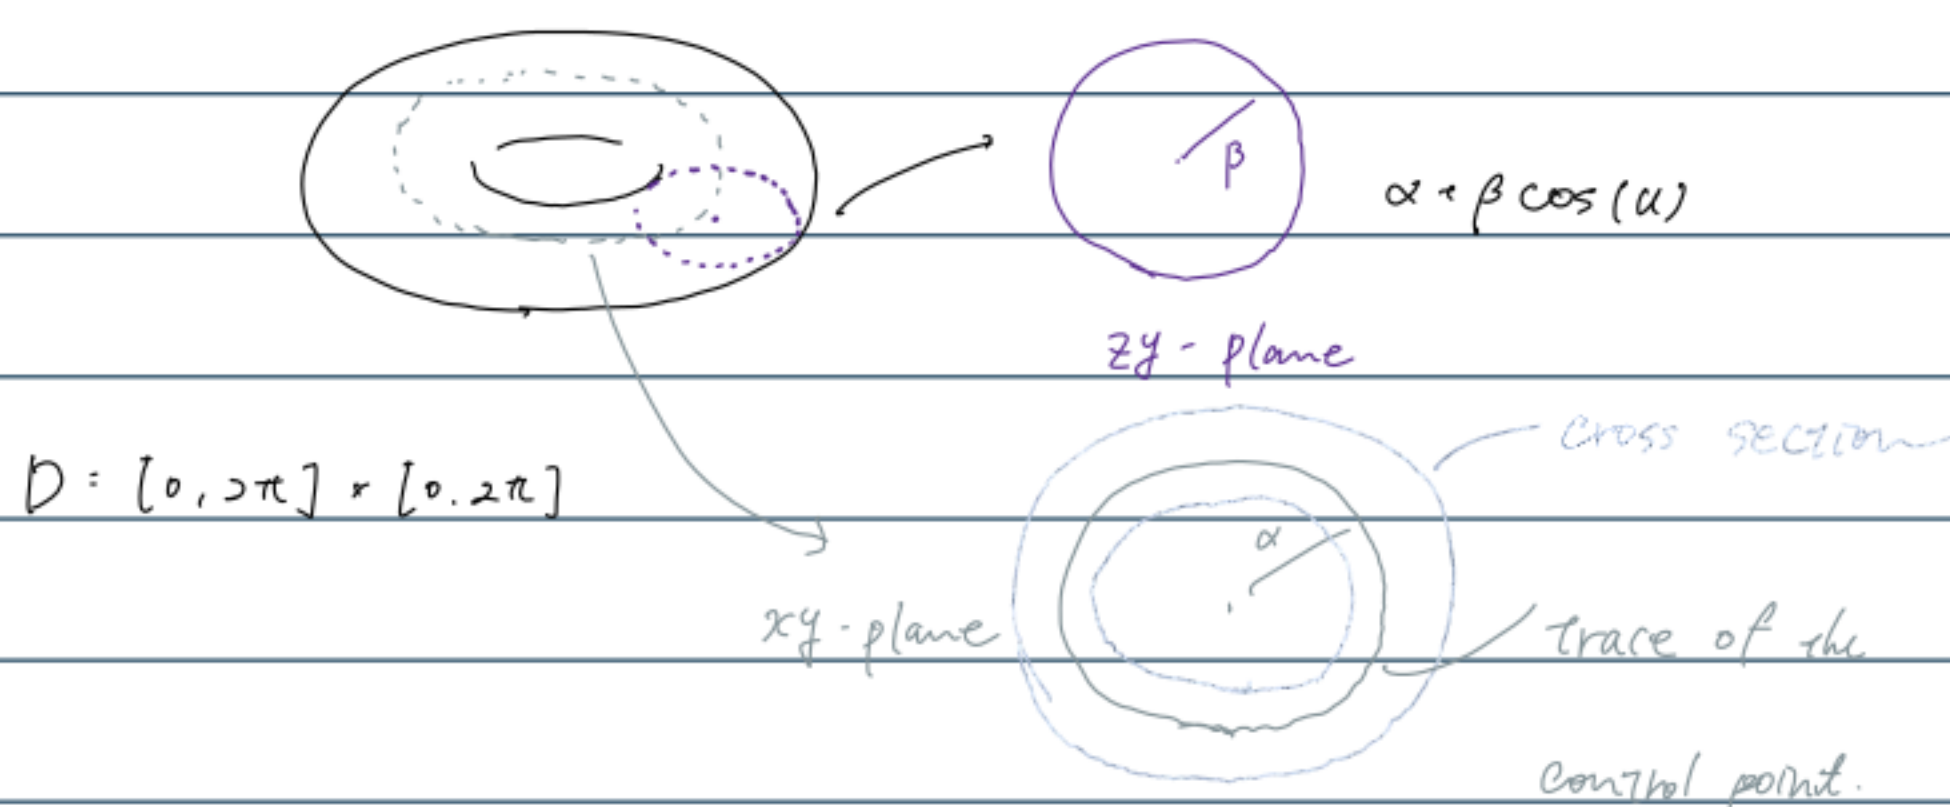 β
α + β cos(u)
zy - plane
cross section
D = [0, 2π] × [0.2π]
α
xy - plane
trace of the
control point.